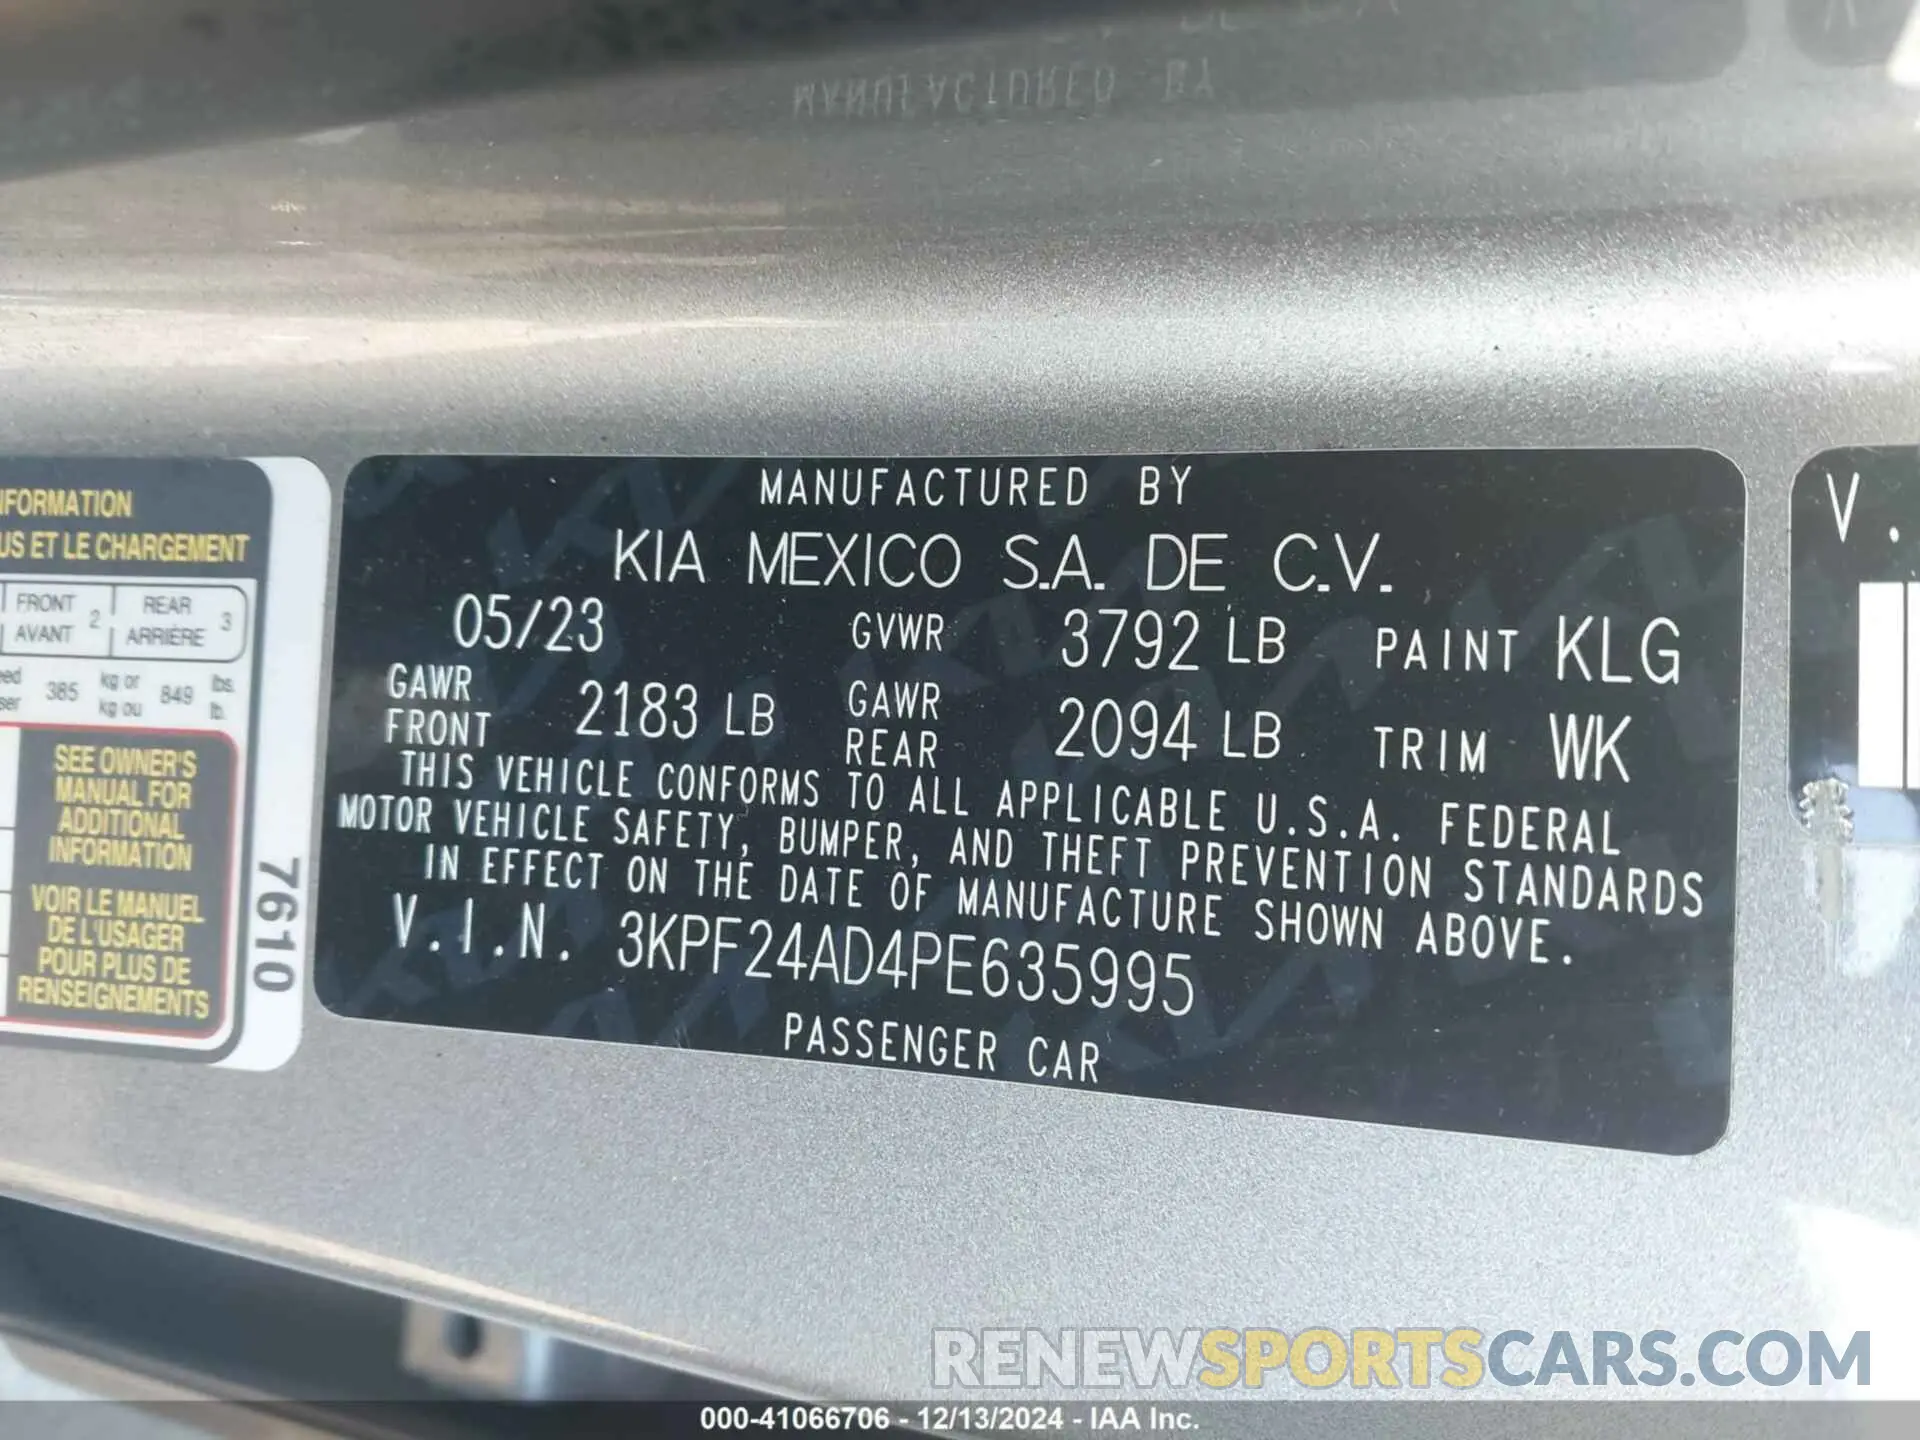 MANUFACTURED BY
NFORMATION
US ET LE CHARGEMENT
FRONT 2 REAR 3
AVANT ARRIÈRE
385 kg or 849 lbs.
kg ou lb.
SEE OWNER'S
MANUAL FOR
ADDITIONAL
INFORMATION
VOIR LE MANUEL
DE L'USAGER
POUR PLUS DE
RENSEIGNEMENTS
7610
MANUFACTURED BY
KIA MEXICO S.A. DE C.V.
05/23 GVWR 3792 LB PAINT KLG
GAWR FRONT 2183 LB GAWR REAR 2094 LB TRIM WK
THIS VEHICLE CONFORMS TO ALL APPLICABLE U.S.A. FEDERAL
MOTOR VEHICLE SAFETY, BUMPER, AND THEFT PREVENTION STANDARDS
IN EFFECT ON THE DATE OF MANUFACTURE SHOWN ABOVE.
V.I.N. 3KPF24AD4PE635995
PASSENGER CAR
V.
RENEWSPORTSCARS.COM
000-41066706 - 12/13/2024 - IAA Inc.